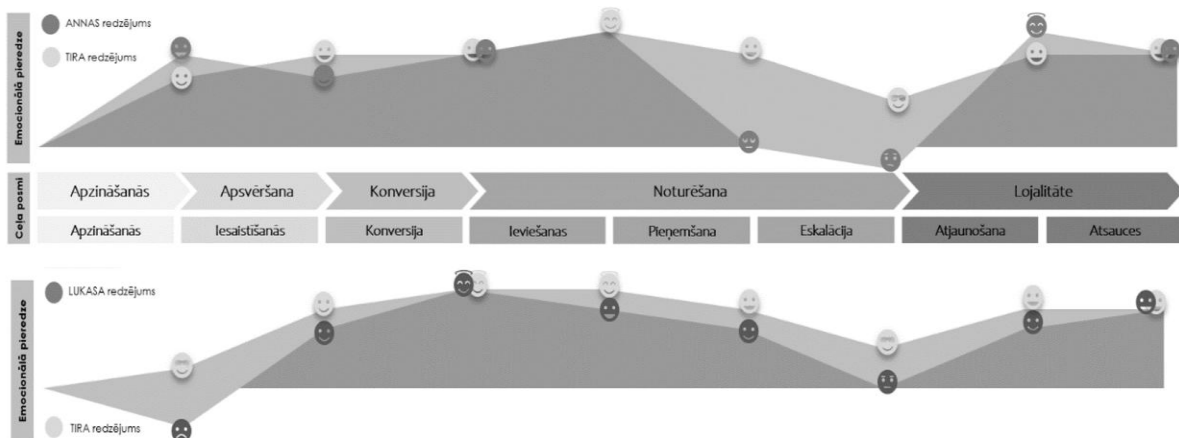 Emocionālā pieredze
ANNAS redzējums
TIRA redzējums
Ceļa posmi
Apzināšanās
Apsvēršana
Konversija
Noturēšana
Lojalitāte
Apzināšanās
Iesaistīšanās
Konversija
Ieviešanas
Pieņemšana
Eskalācija
Atjaunošana
Atsauces
Emocionālā pieredze
LUKASA redzējums
TIRA redzējums